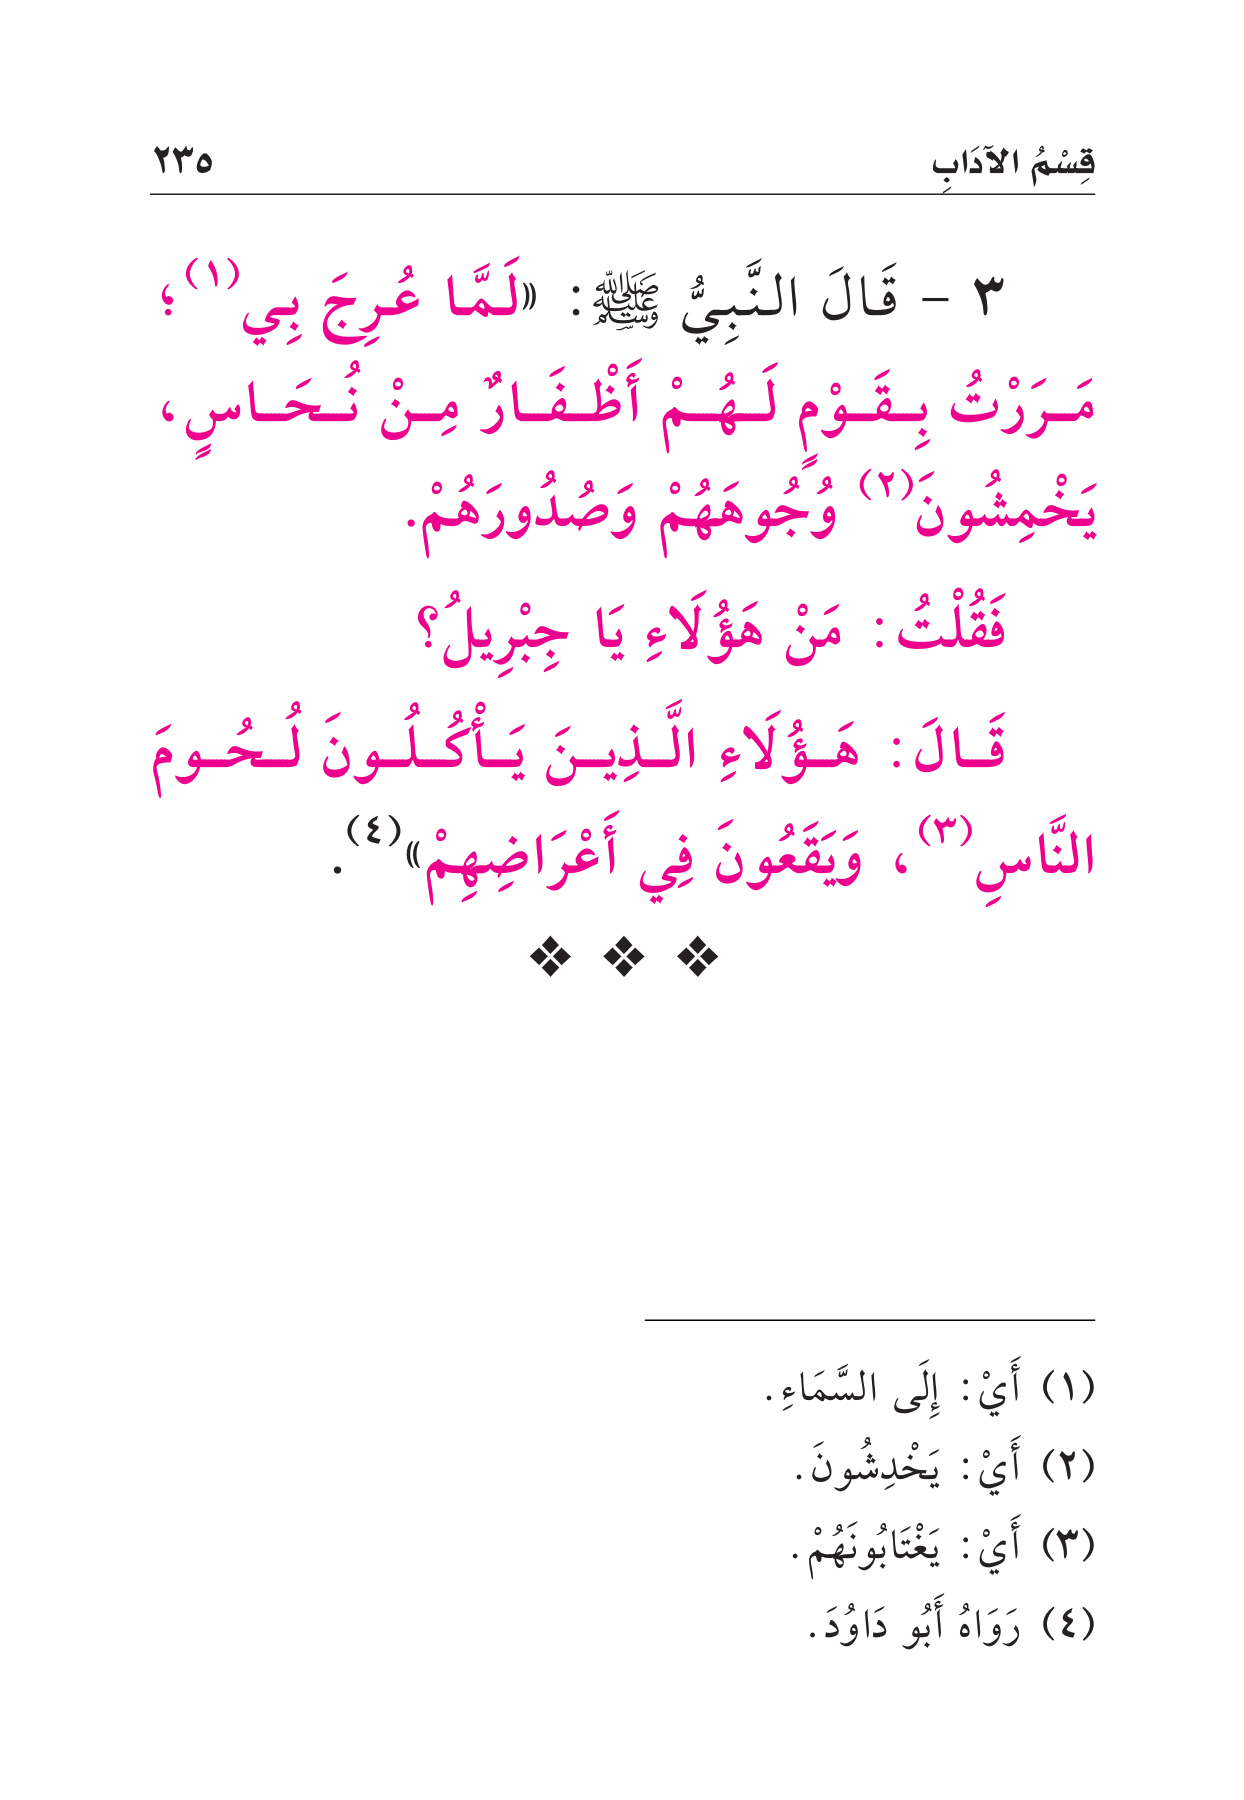 قِسْمُ الآدَابِ ٢٣٥
٣ – قَالَ النَّبِيُّ ﷺ: «لَمَّا عُرِجَ بِي(١)؛
مَرَرْتُ بِقَوْمٍ لَهُمْ أَظْفَارٌ مِنْ نُحَاسٍ،
يَخْمِشُونَ(٢) وُجُوهَهُمْ وَصُدُورَهُمْ.
فَقُلْتُ: مَنْ هَؤُلَاءِ يَا جِبْرِيلُ؟
قَالَ: هَؤُلَاءِ الَّذِينَ يَأْكُلُونَ لُحُومَ
النَّاسِ(٣)، وَيَقَعُونَ فِي أَعْرَاضِهِمْ»(٤).
(١) أَيْ: إِلَى السَّمَاءِ.
(٢) أَيْ: يَخْدِشُونَ.
(٣) أَيْ: يَغْتَابُونَهُمْ.
(٤) رَوَاهُ أَبُو دَاوُدَ.